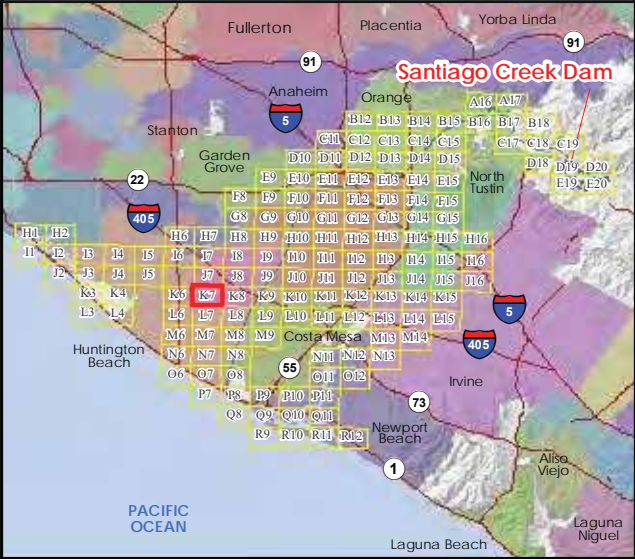 Yorba Linda
Fullerton
Placentia
91
91
Santiago Creek Dam
Anaheim
Orange
A16 A17
5
B12 B13 B14 B15 B16 B17 B18
Stanton
C11 C12 C13 C14 C15 C17 C18 C19
Garden
Grove
D10 D11 D12 D13 D14 D15 D18 D19 D20
North
Tustin
22
E9 E10 E11 E12 E13 E14 E15 E19 E20
F8 F9 F10 F11 F12 F13 F14 F15
405
G8 G9 G10 G11 G12 G13 G14 G15
H1 H2 H6 H7 H8 H9 H10 H11 H12 H13 H14 H15 H16
I1 I2 I3 I4 I5 I6 I7 I8 I9 I10 I11 I12 I13 I14 I15 I16
J2 J3 J4 J5 J7 J8 J9 J10 J11 J12 J13 J14 J15 J16
K3 K4 K6 K7 K8 K9 K10 K11 K12 K13 K14 K15
5
L3 L4 L6 L7 L8 L9 L10 L11 L12 L13 L14 L15
M6 M7 M8 M9 Costa Mesa M13 M14
405
Huntington
Beach
N6 N7 N8 N11 N12 N13
55
O6 O7 O8 O11 O12
Irvine
P7 P8 P9 P10 P11
73
Q8 Q9 Q10 Q11
Newport
Beach
R9 R10 R11 R12
1
Aliso
Viejo
PACIFIC
OCEAN
Laguna
Niguel
Laguna Beach